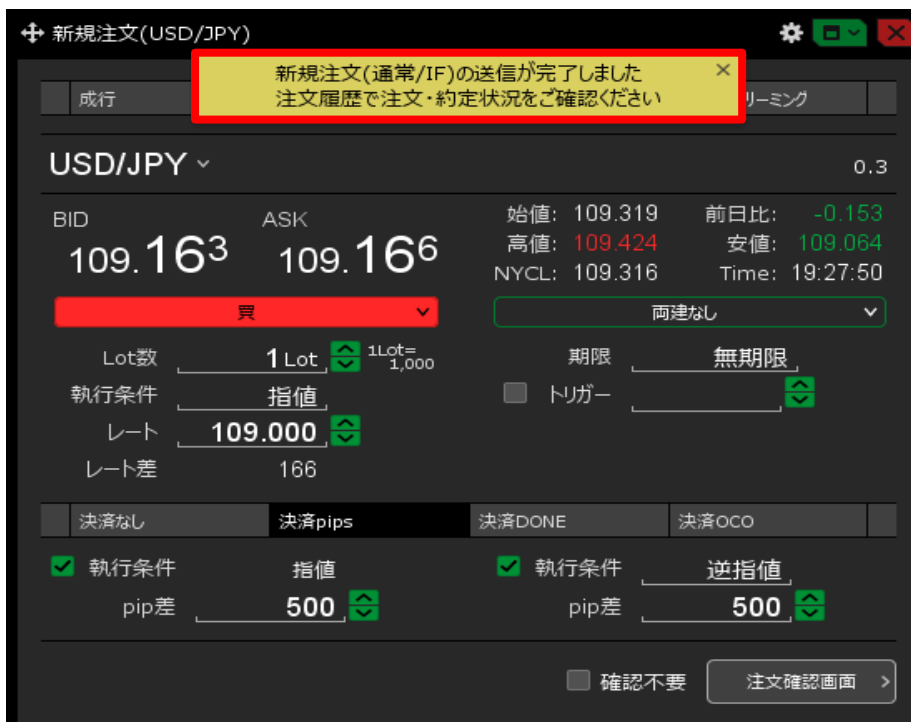 新規注文(USD/JPY)
新規注文(通常/IF)の送信が完了しました ×
注文履歴で注文・約定状況をご確認ください
成行 リーミング
USD/JPY 0.3
BID ASK 始値: 109.319 前日比: -0.153
109.163 109.166 高値: 109.424 安値: 109.064
NYCL: 109.316 Time: 19:27:50
買 両建なし
Lot数 1 Lot 1Lot= 1,000 期限 無期限
執行条件 指値 トリガー
レート 109.000
レート差 166
決済なし 決済pips 決済DONE 決済OCO
執行条件 指値 執行条件 逆指値
pip差 500 pip差 500
確認不要 注文確認画面 >